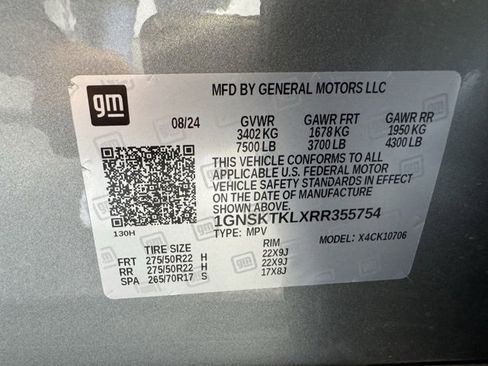 gm
MFD BY GENERAL MOTORS LLC
08/24 GVWR GAWR FRT GAWR RR
3402 KG 1678 KG 1950 KG
7500 LB 3700 LB 4300 LB
THIS VEHICLE CONFORMS TO ALL
APPLICABLE U.S. FEDERAL MOTOR
VEHICLE SAFETY STANDARDS IN EFFECT
ON THE DATE OF MANUFACTURE
SHOWN ABOVE.
1GNSKTKLXRR355754
130H TYPE: MPV MODEL: X4CK10706
TIRE SIZE RIM
FRT 275/50R22 H 22X9J
RR 275/50R22 H 22X9J
SPA 265/70R17 S 17X8J